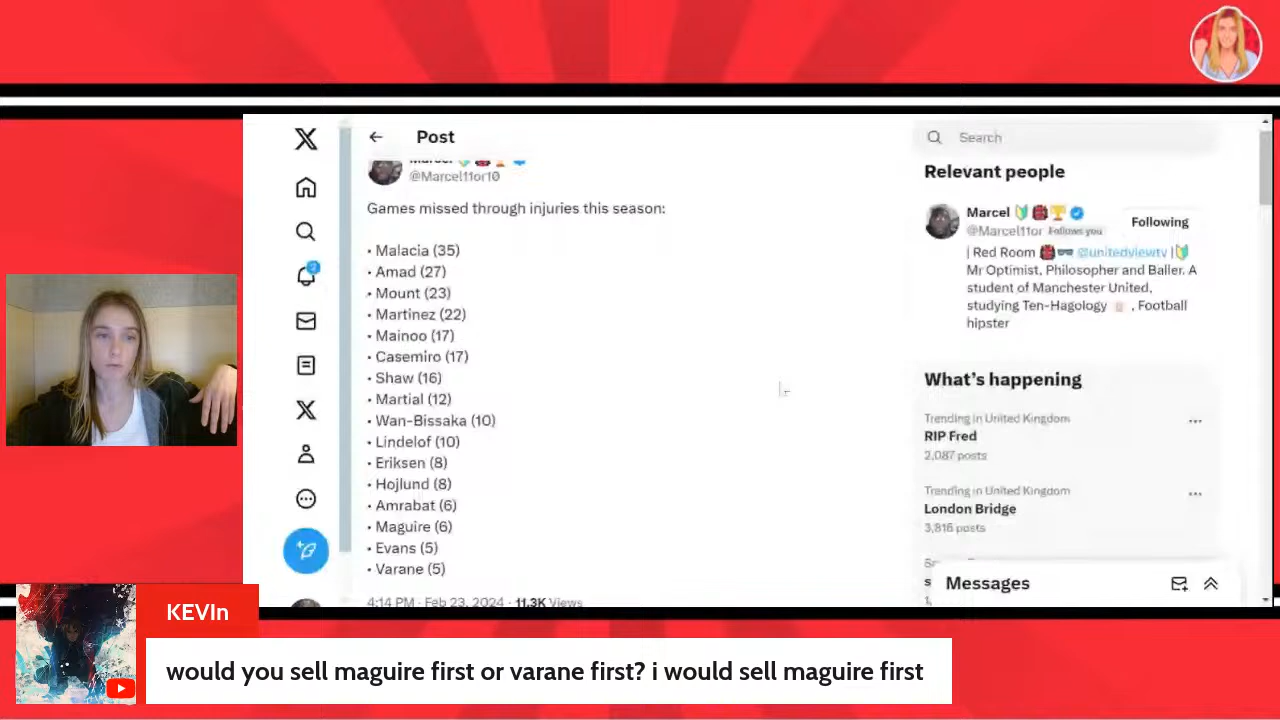 Post
@Marcel11or10
Games missed through injuries this season:
• Malacia (35)
• Amad (27)
• Mount (23)
• Martinez (22)
• Mainoo (17)
• Casemiro (17)
• Shaw (16)
• Martial (12)
• Wan-Bissaka (10)
• Lindelof (10)
• Eriksen (8)
• Hojlund (8)
• Amrabat (6)
• Maguire (6)
• Evans (5)
• Varane (5)
4:14 PM · Feb 23, 2024 · 11.3K Views
2
Search
Relevant people
Marcel
@Marcel11or Follows you
Following
| Red Room @unitedviewtv |
Mr Optimist, Philosopher and Baller. A
student of Manchester United,
studying Ten-Hagology , Football
hipster
What's happening
Trending in United Kingdom
RIP Fred
2,087 posts
Trending in United Kingdom
London Bridge
3,816 posts
Messages
KEVIn
would you sell maguire first or varane first? i would sell maguire first